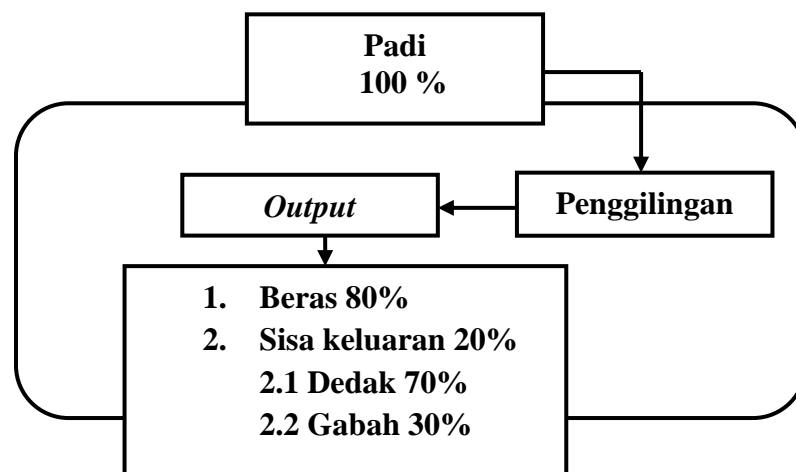 Padi
100 %
Penggilingan
Output
1. Beras 80%
2. Sisa keluaran 20%
2.1 Dedak 70%
2.2 Gabah 30%